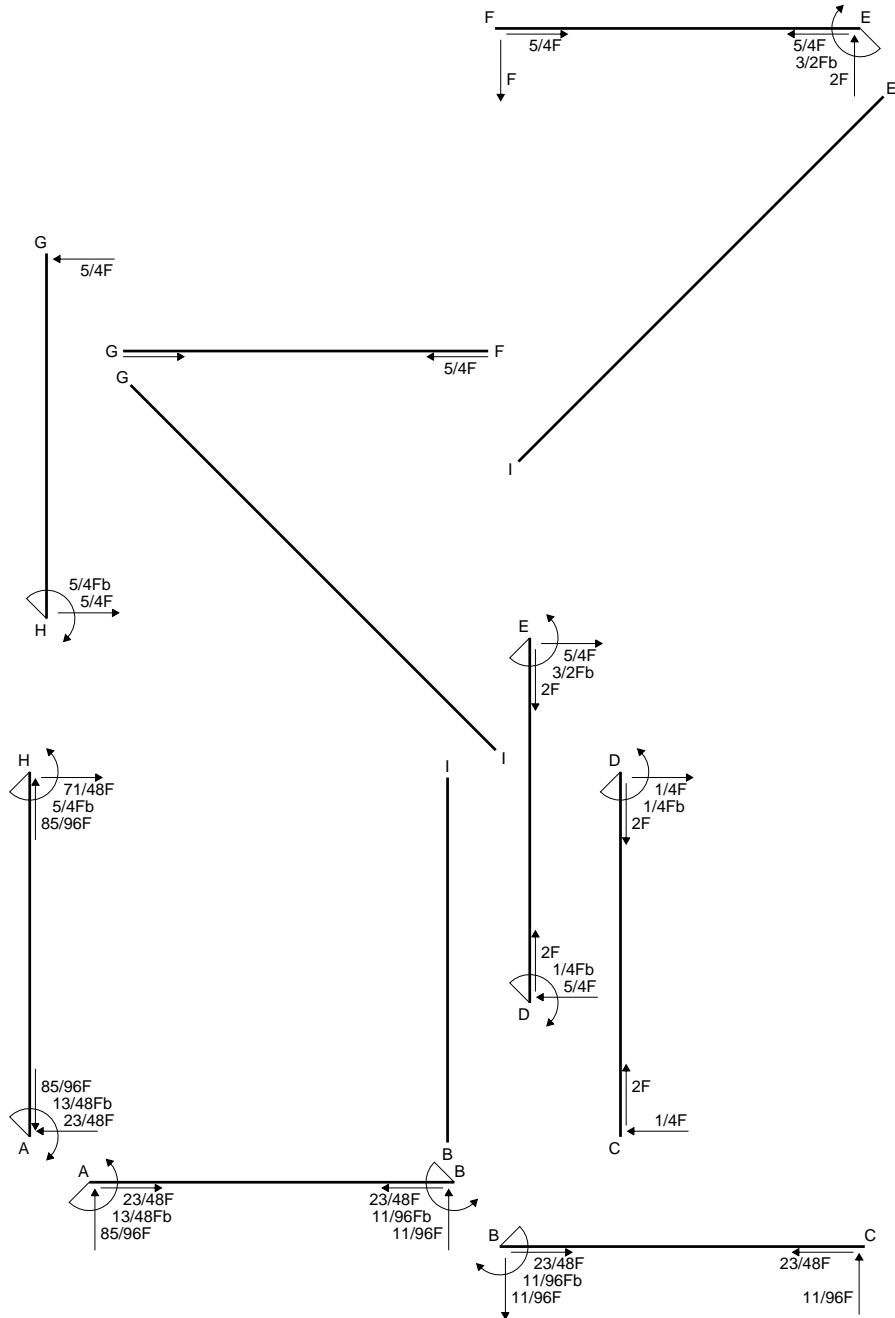 F
E
5/4F
5/4F
3/2Fb
F
2F
E
G
5/4F
G
F
5/4F
G
I
5/4Fb
5/4F
H
E
5/4F
3/2Fb
2F
I
H
I
D
71/48F
5/4Fb
85/96F
1/4F
1/4Fb
2F
2F
1/4Fb
5/4F
D
85/96F
13/48Fb
23/48F
A
2F
1/4F
C
B
A
B
23/48F
13/48Fb
85/96F
23/48F
11/96Fb
11/96F
B
C
23/48F
11/96Fb
11/96F
23/48F
11/96F